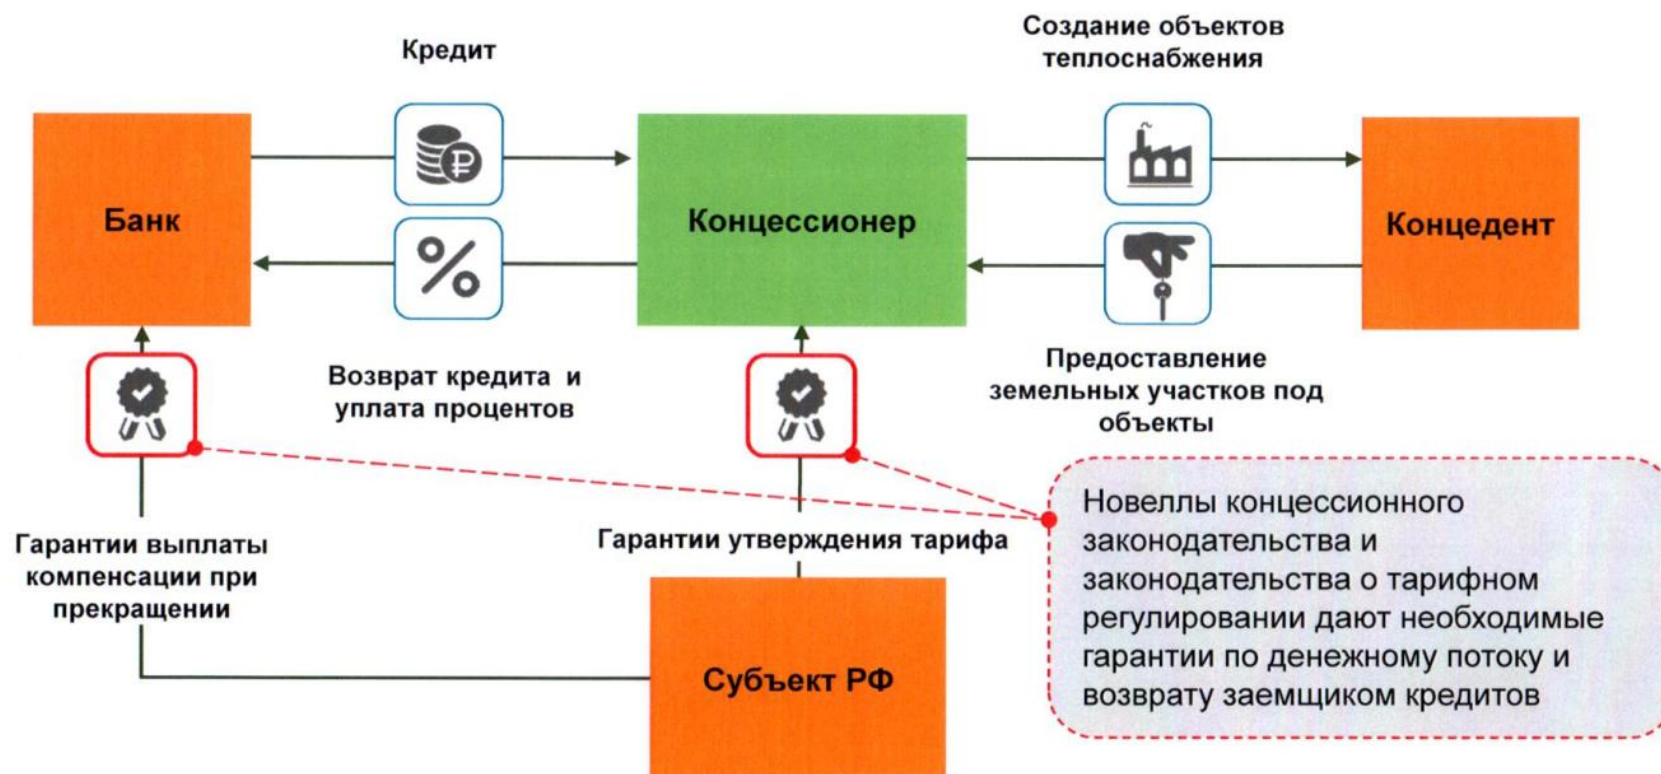 Кредит
Создание объектов
теплоснабжения
Банк
Концессионер
Концедент
Возврат кредита и
уплата процентов
Предоставление
земельных участков под
объекты
Гарантии выплаты
компенсации при
прекращении
Гарантии утверждения тарифа
Субъект РФ
Новеллы концессионного
законодательства и
законодательства о тарифном
регулировании дают необходимые
гарантии по денежному потоку и
возврату заемщиком кредитов